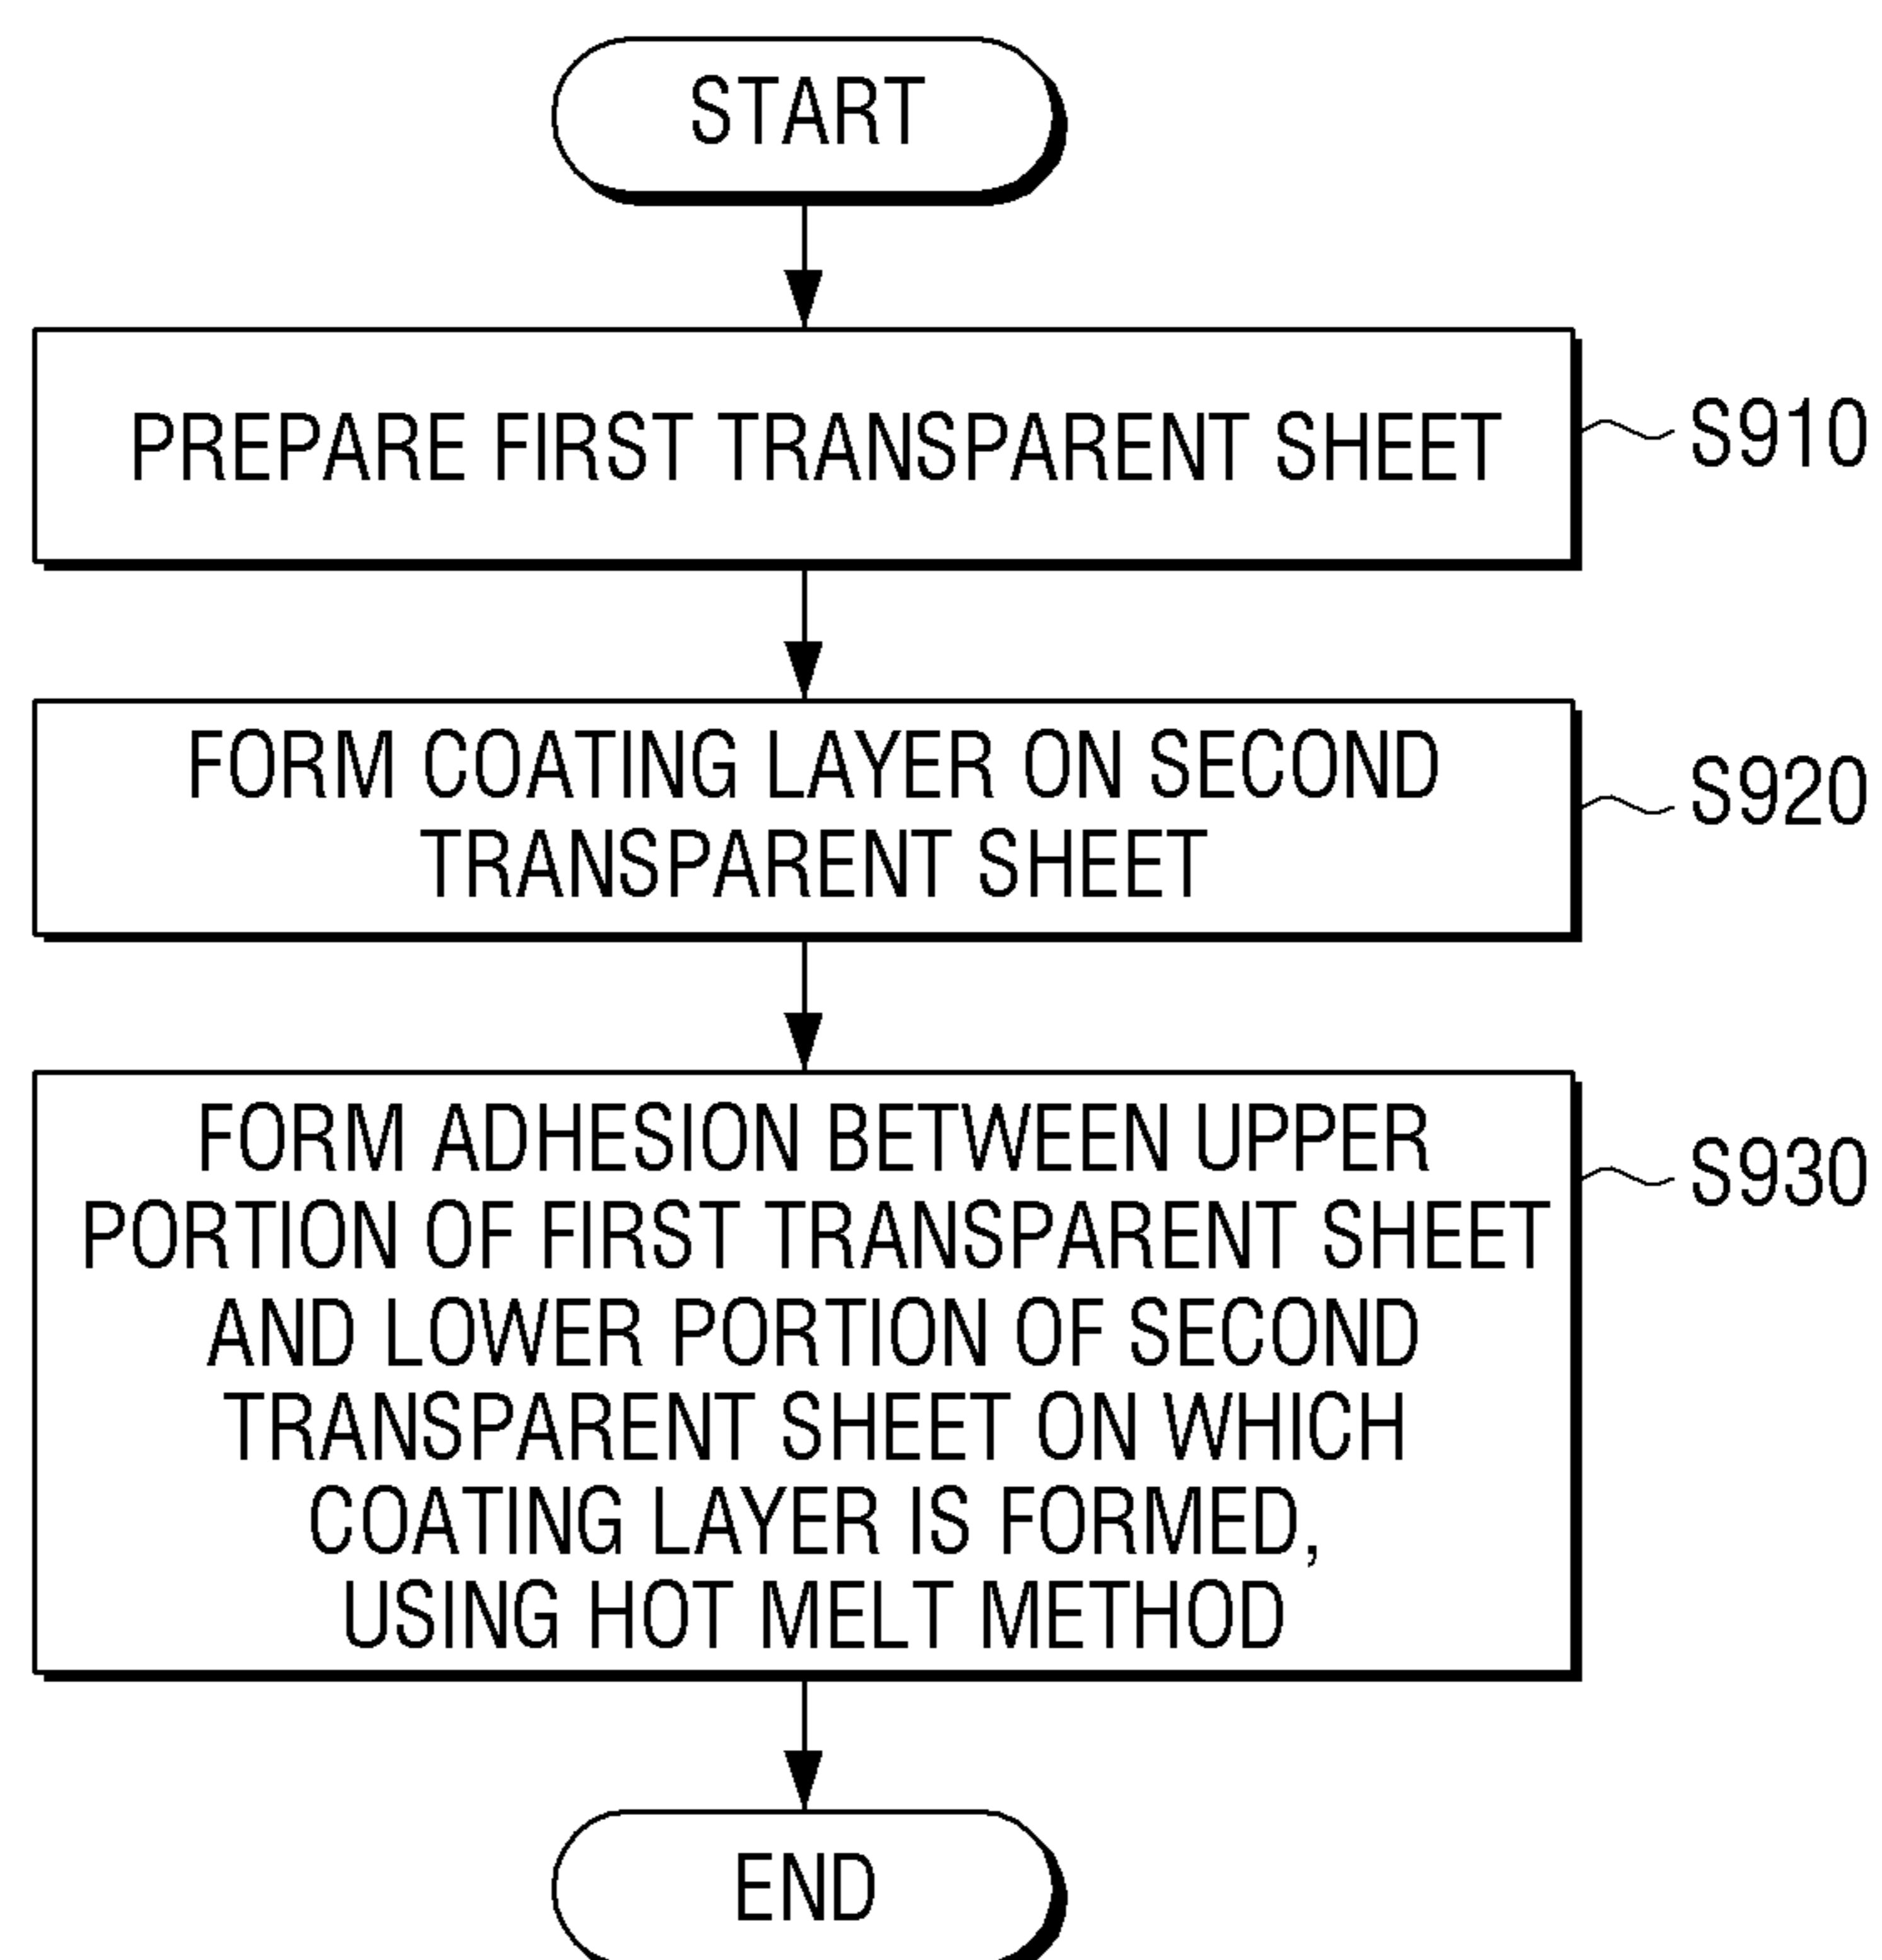 START
PREPARE FIRST TRANSPARENT SHEET
S910
FORM COATING LAYER ON SECOND
TRANSPARENT SHEET
S920
FORM ADHESION BETWEEN UPPER
PORTION OF FIRST TRANSPARENT SHEET
AND LOWER PORTION OF SECOND
TRANSPARENT SHEET ON WHICH
COATING LAYER IS FORMED,
USING HOT MELT METHOD
S930
END